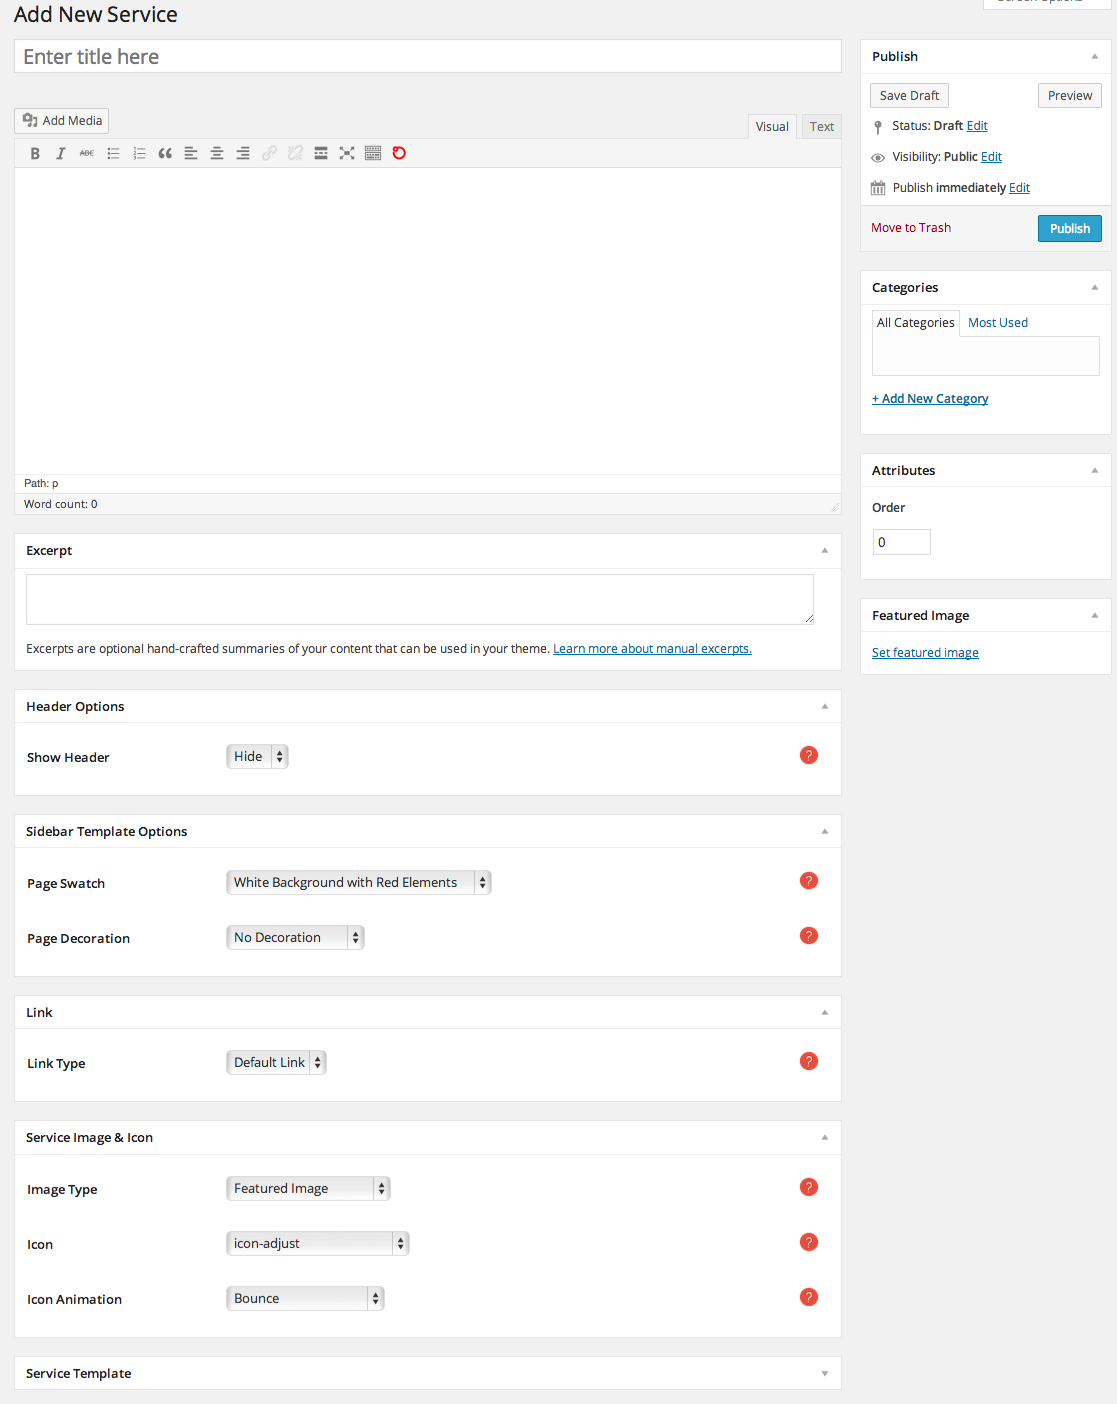 Screen Options
Add New Service
Enter title here
Add Media
Visual Text
B I ABC
Path: p
Word count: 0
Excerpt
Excerpts are optional hand-crafted summaries of your content that can be used in your theme. Learn more about manual excerpts.
Header Options
Show Header Hide ?
Sidebar Template Options
Page Swatch White Background with Red Elements ?
Page Decoration No Decoration ?
Link
Link Type Default Link ?
Service Image & Icon
Image Type Featured Image ?
Icon icon-adjust ?
Icon Animation Bounce ?
Service Template
Publish
Save Draft Preview
Status: Draft Edit
Visibility: Public Edit
Publish immediately Edit
Move to Trash Publish
Categories
All Categories Most Used
+ Add New Category
Attributes
Order
0
Featured Image
Set featured image